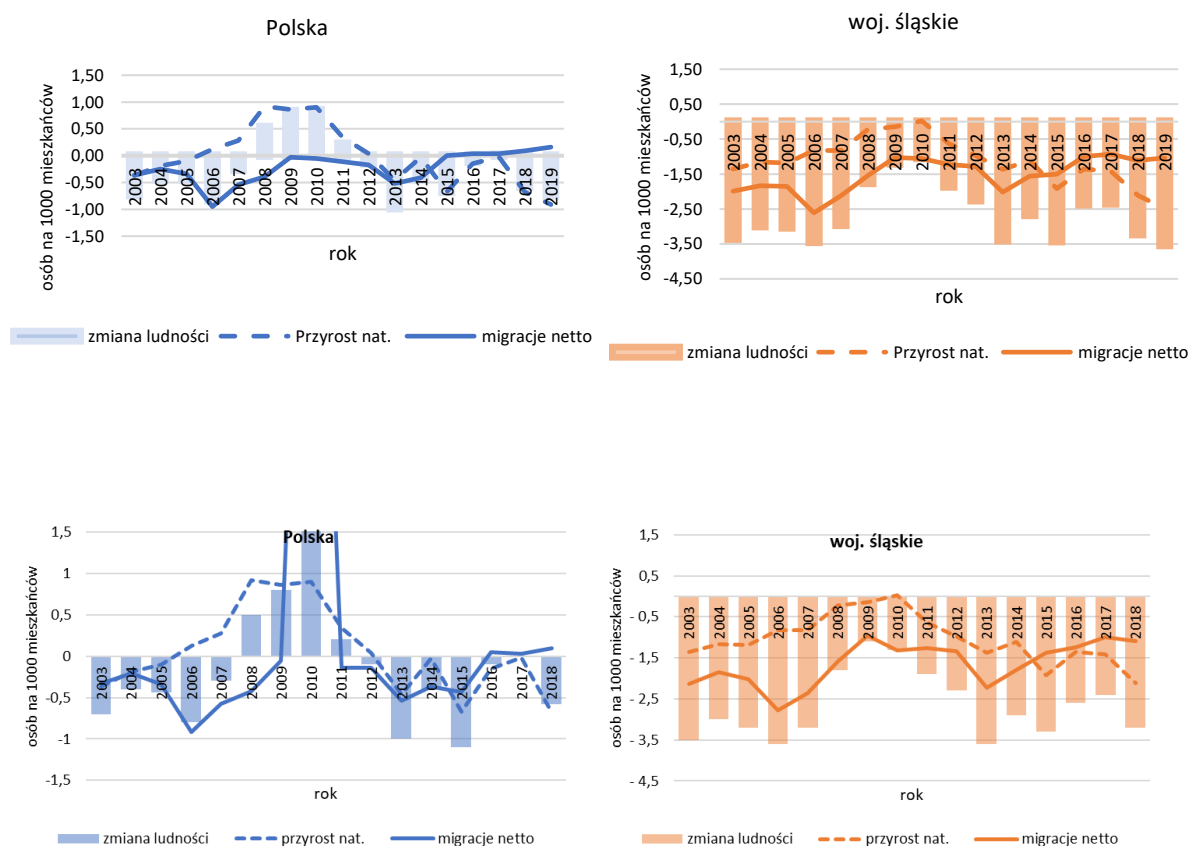 Polska
osób na 1000 mieszkańców
1,50
1,00
0,50
0,00
-0,50
-1,00
-1,50
2003 2004 2005 2006 2007 2008 2009 2010 2011 2012 2013 2014 2015 2016 2017 2018 2019
rok
zmiana ludności Przyrost nat. migracje netto
woj. śląskie
osób na 1000 mieszkańców
1,50
0,50
-0,50
-1,50
-2,50
-3,50
-4,50
2003 2004 2005 2006 2007 2008 2009 2010 2011 2012 2013 2014 2015 2016 2017 2018 2019
rok
zmiana ludności Przyrost nat. migracje netto
Polska
osób na 1000 mieszkańców
1,5
1
0,5
0
-0,5
-1
-1,5
2003 2004 2005 2006 2007 2008 2009 2010 2011 2012 2013 2014 2015 2016 2017 2018
rok
zmiana ludności przyrost nat. migracje netto
woj. śląskie
osób na 1000 mieszkańców
1,5
0,5
-0,5
-1,5
-2,5
-3,5
- 4,5
2003 2004 2005 2006 2007 2008 2009 2010 2011 2012 2013 2014 2015 2016 2017 2018
rok
zmiana ludności przyrost nat. migracje netto